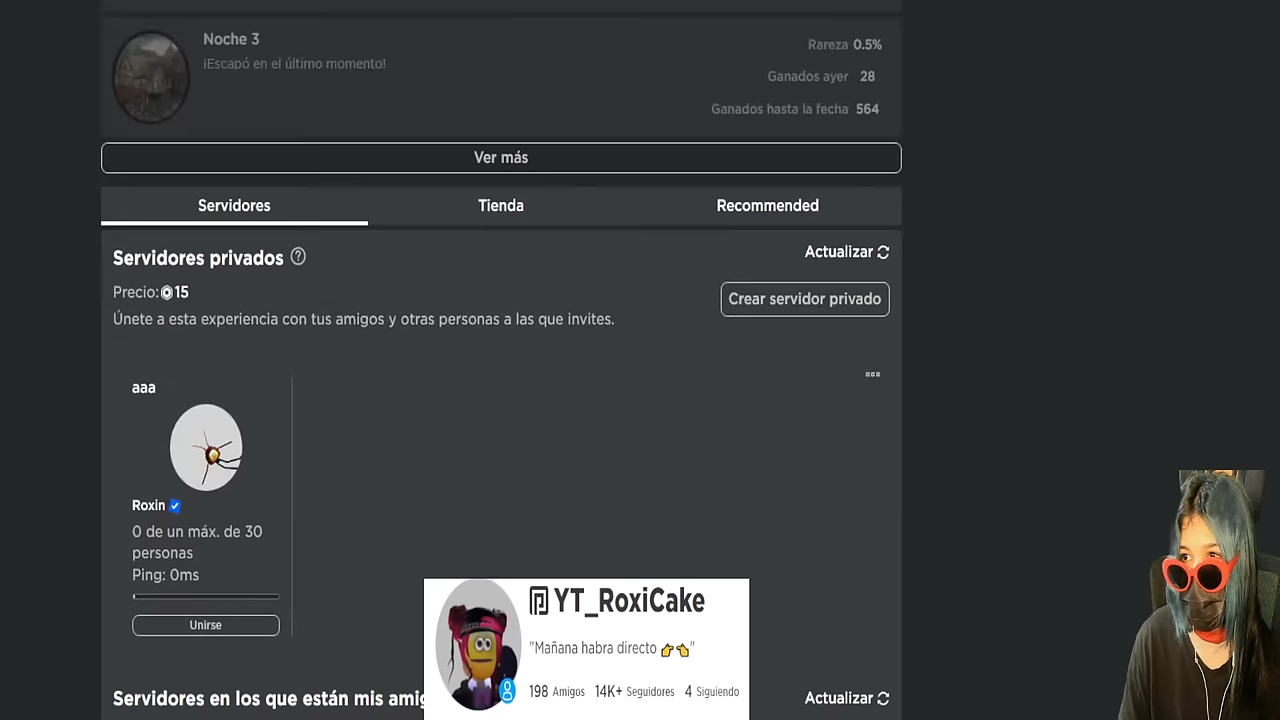 Noche 3
¡Escapó en el último momento!
Rareza 0.5%
Ganados ayer 28
Ganados hasta la fecha 564
Ver más
Servidores
Tienda
Recommended
Servidores privados
Actualizar
Precio: 15
Crear servidor privado
Únete a esta experiencia con tus amigos y otras personas a las que invites.
aaa
Roxin
0 de un máx. de 30
personas
Ping: 0ms
Unirse
YT_RoxiCake
"Mañana habra directo 👉👈"
198 Amigos 14K+ Seguidores 4 Siguiendo
Servidores en los que están mis amig
Actualizar